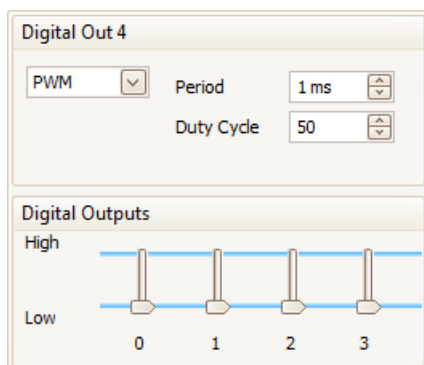 Digital Out 4
PWM Period 1 ms
Duty Cycle 50
Digital Outputs
High
Low
0 1 2 3